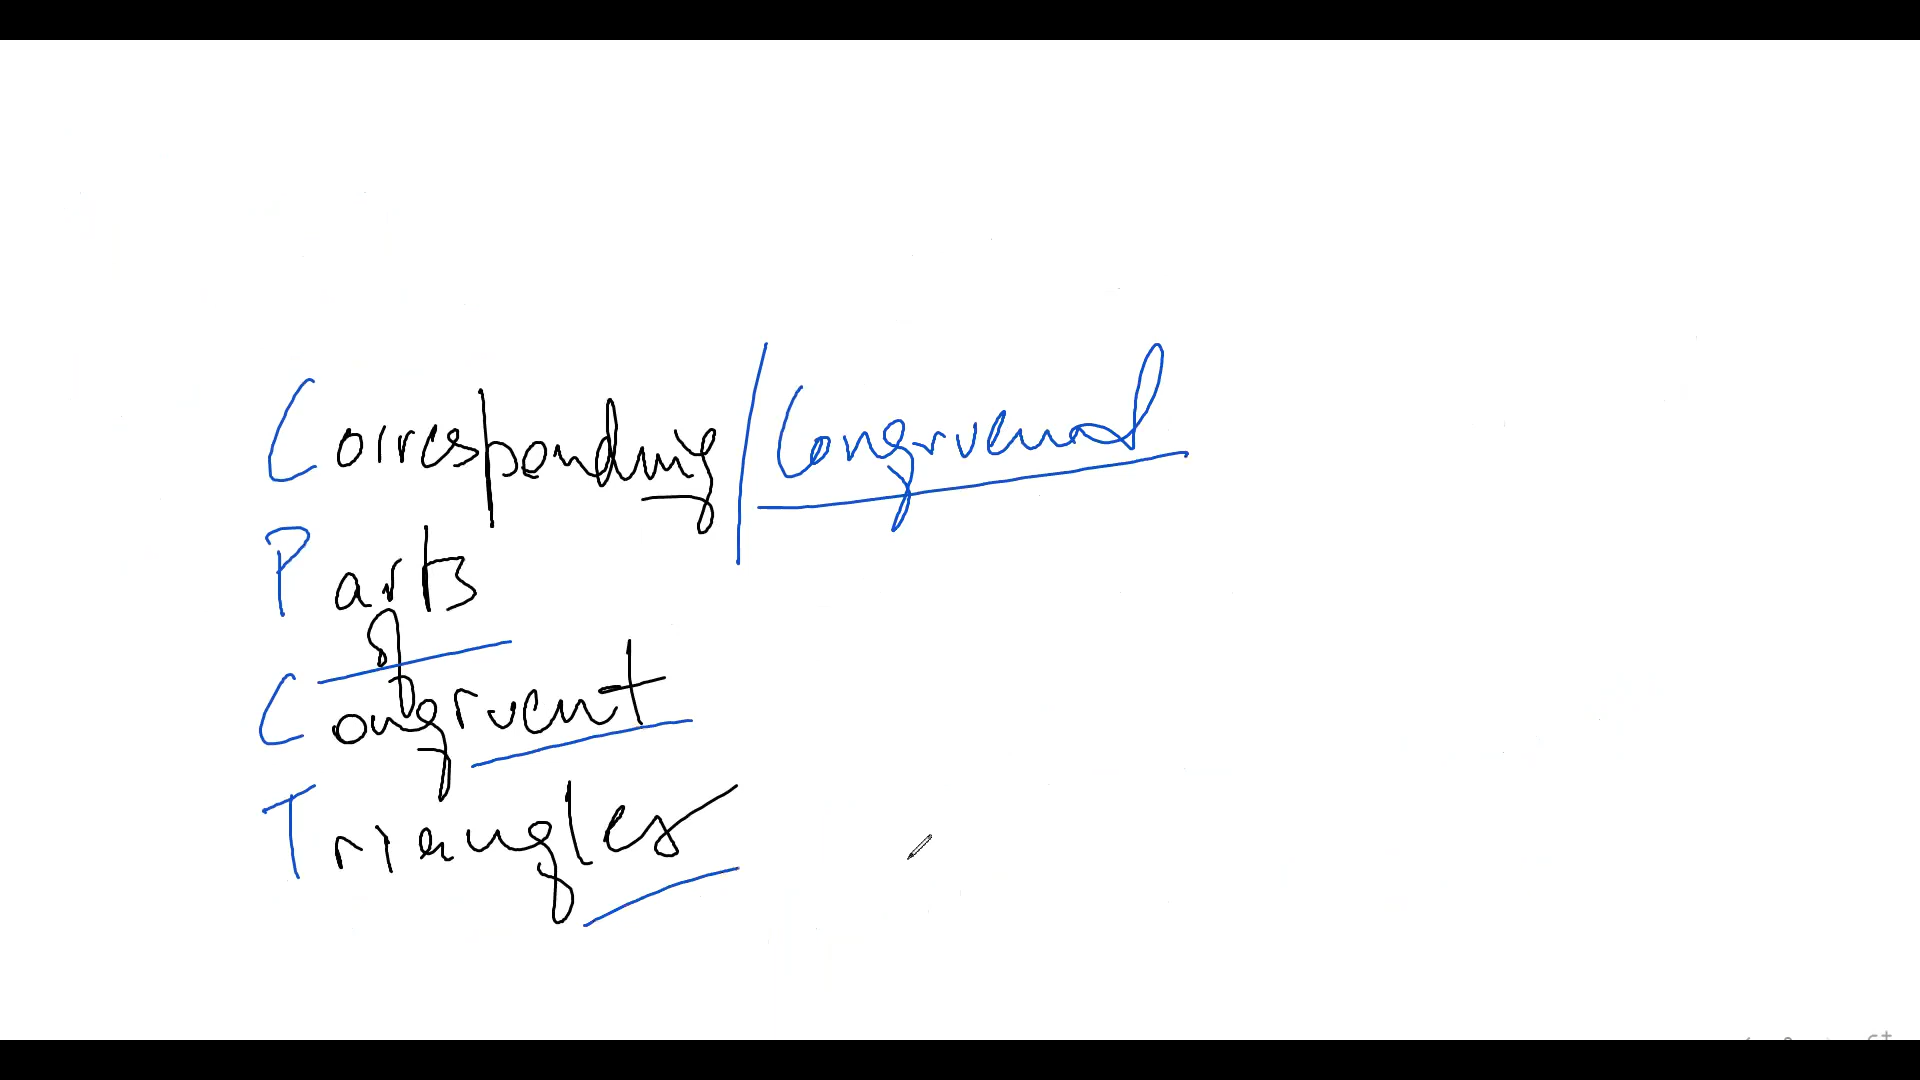 Corresponding/Congruent
Parts
of
Congruent
Triangles